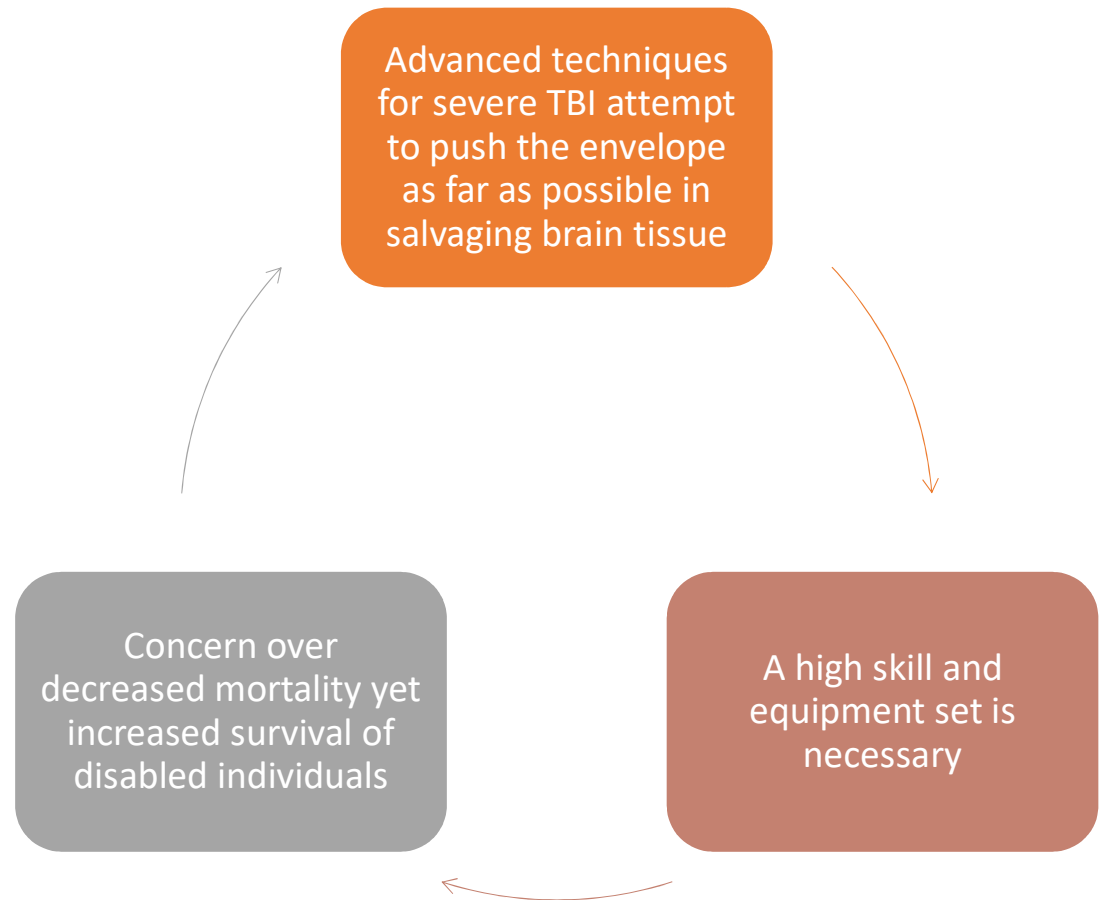 Advanced techniques
for severe TBI attempt
to push the envelope
as far as possible in
salvaging brain tissue
A high skill and
equipment set is
necessary
Concern over
decreased mortality yet
increased survival of
disabled individuals